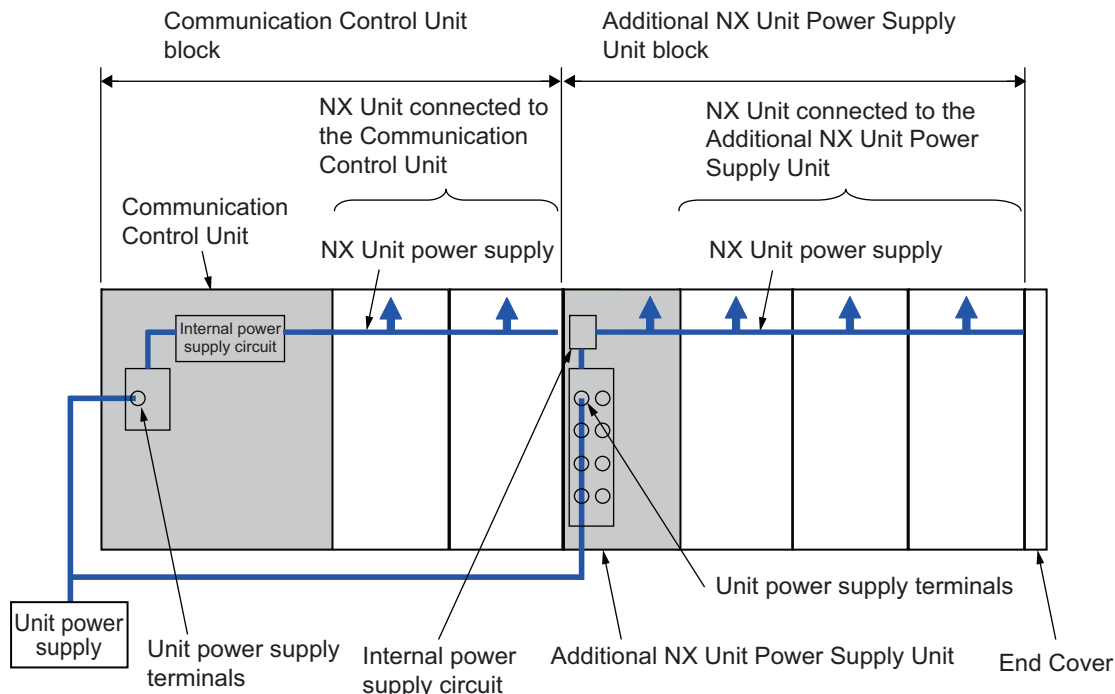 Communication Control Unit
block
Additional NX Unit Power Supply
Unit block
NX Unit connected to
the Communication
Control Unit
NX Unit connected to the
Additional NX Unit Power
Supply Unit
Communication
Control Unit
NX Unit power supply
NX Unit power supply
Internal power
supply circuit
Unit power supply terminals
Unit power
supply
Unit power supply
terminals
Internal power
supply circuit
Additional NX Unit Power Supply Unit
End Cover